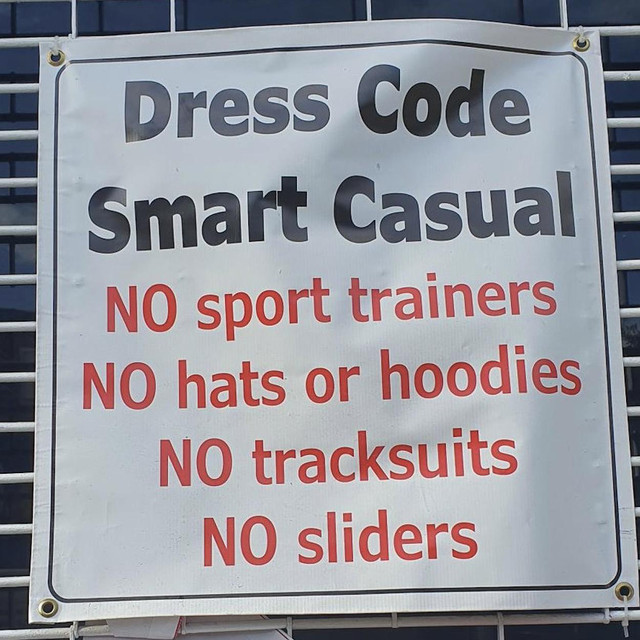 Dress Code
Smart Casual
NO sport trainers
NO hats or hoodies
NO tracksuits
NO sliders